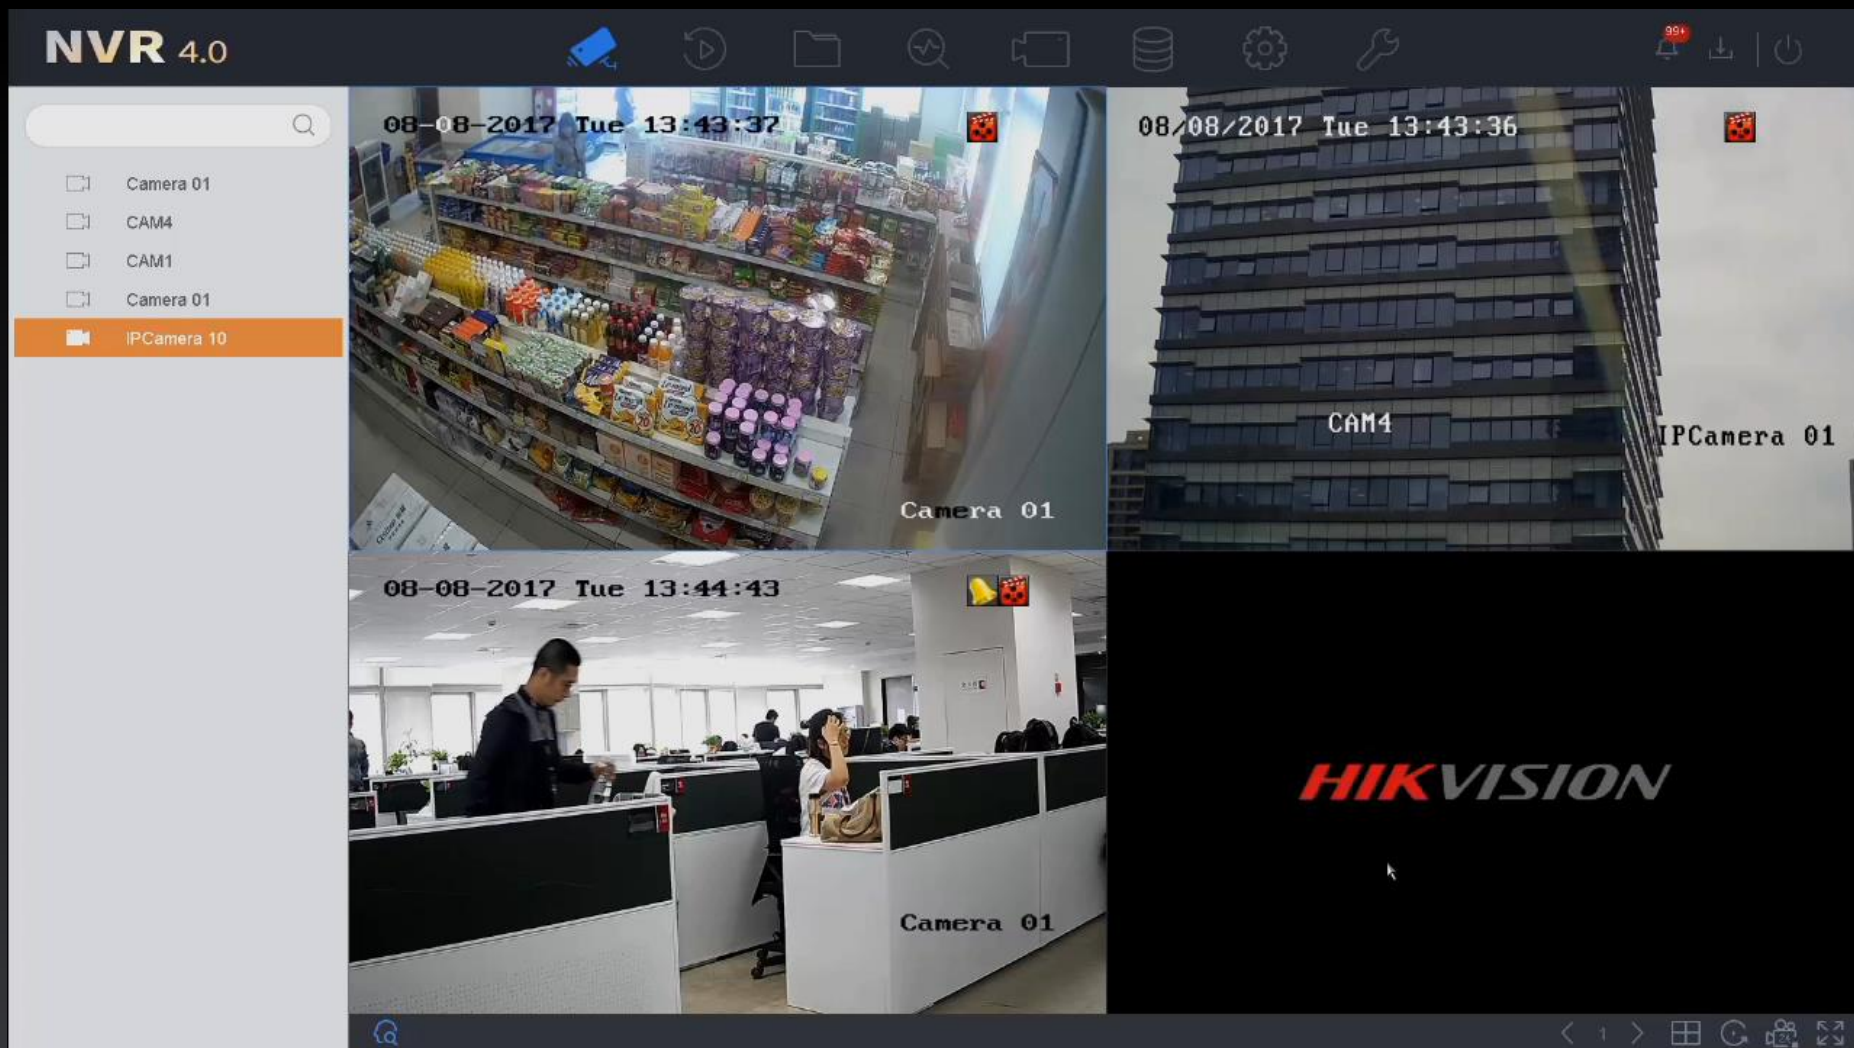 NVR 4.0
99+
Camera 01
CAM4
CAM1
Camera 01
IPCamera 10
08-08-2017 Tue 13:43:37
Camera 01
08/08/2017 Tue 13:43:36
CAM4
IPCamera 01
08-08-2017 Tue 13:44:43
Camera 01
HIKVISION
1
24